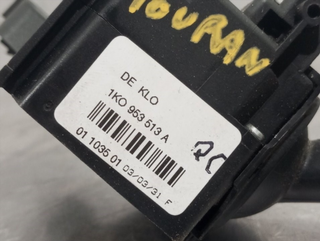 TOURAN
DE KLO
1K0 953 513 A
01 1035 01 03/03/31 F